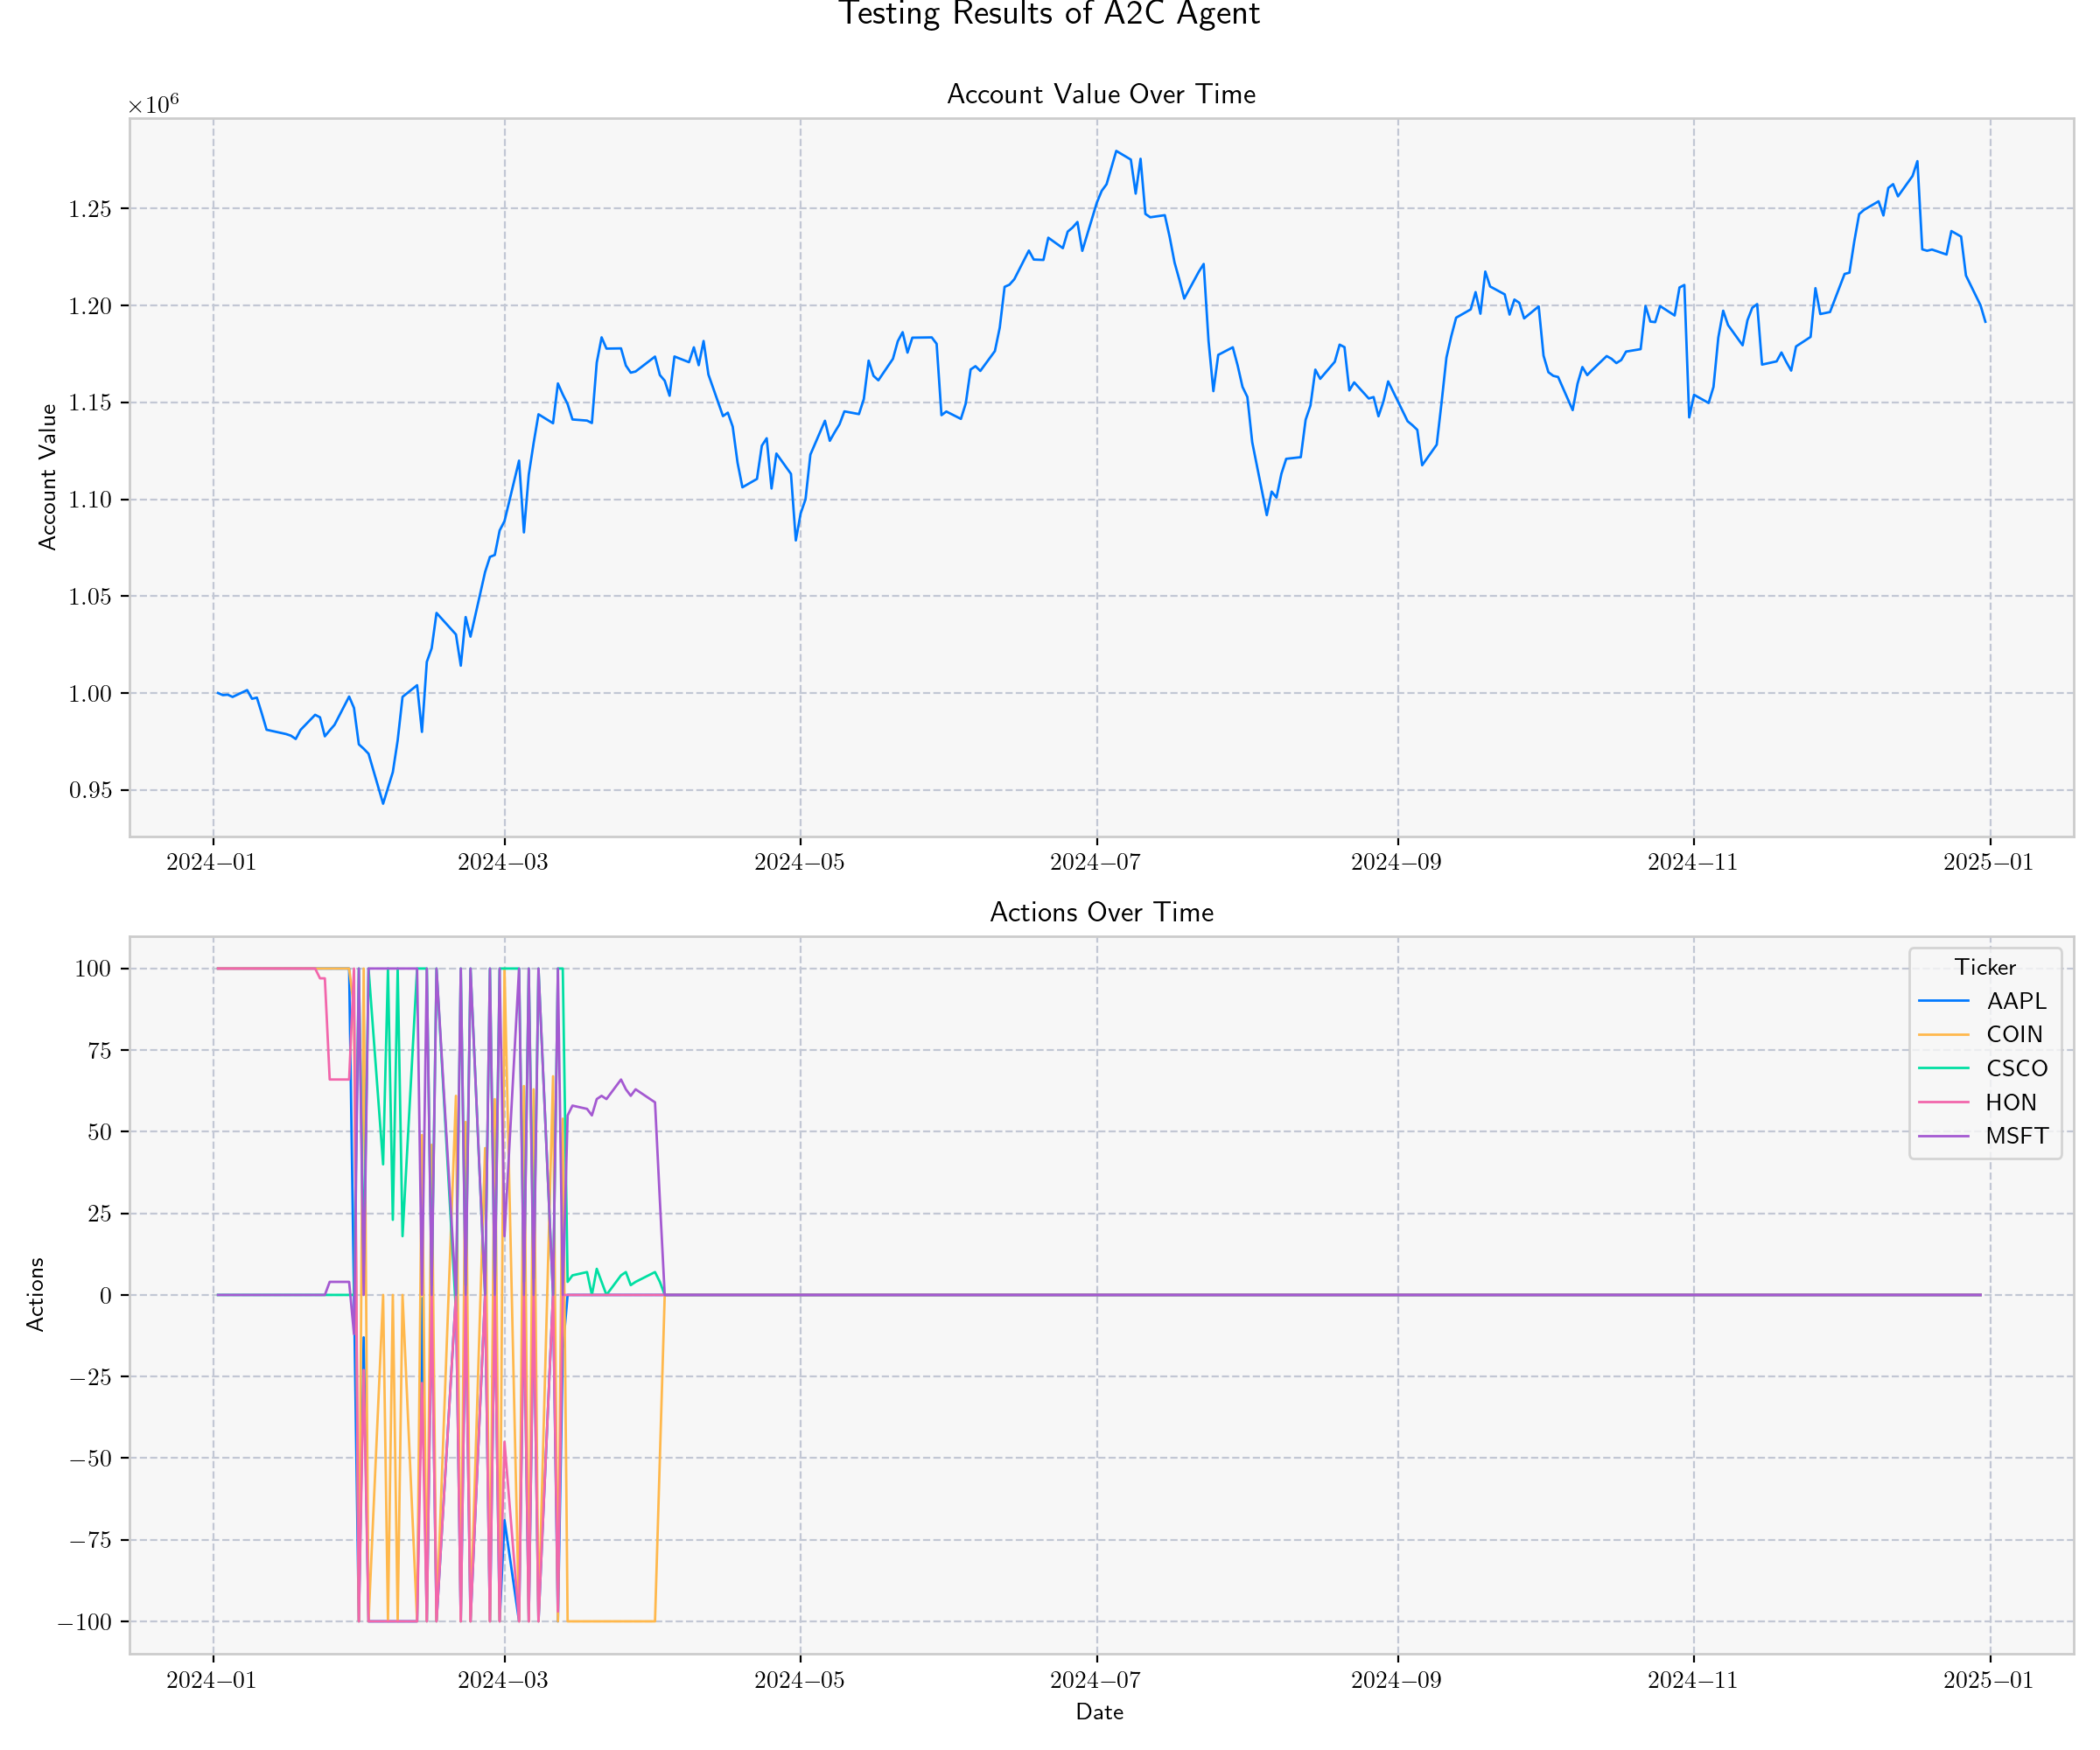 Testing Results of A2C Agent
Account Value Over Time
×10⁶
1.25
1.20
1.15
1.10
1.05
1.00
0.95
Account Value
2024−01 2024−03 2024−05 2024−07 2024−09 2024−11 2025−01
Actions Over Time
100
75
50
25
0
−25
−50
−75
−100
Actions
Ticker
AAPL
COIN
CSCO
HON
MSFT
2024−01 2024−03 2024−05 2024−07 2024−09 2024−11 2025−01
Date